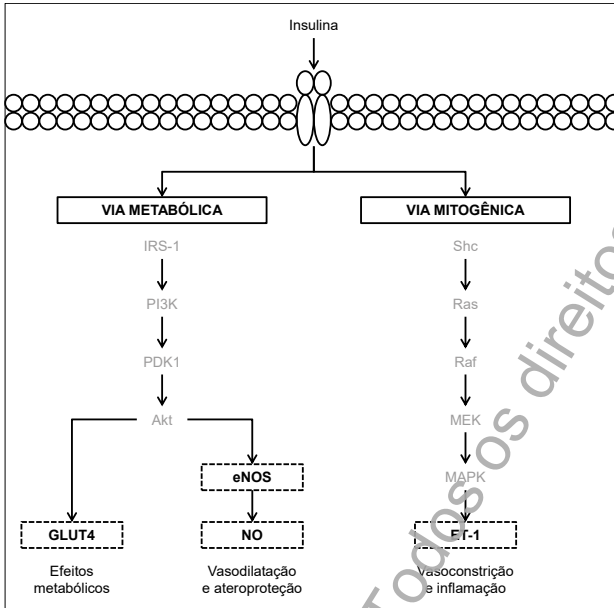 Insulina
VIA METABÓLICA
IRS-1
PI3K
PDK1
Akt
eNOS
GLUT4
NO
Efeitos
metabólicos
Vasodilatação
e ateroproteção
VIA MITOGÊNICA
Shc
Ras
Raf
MEK
MAPK
ET-1
Vasoconstrição
e inflamação
Todos os direitos